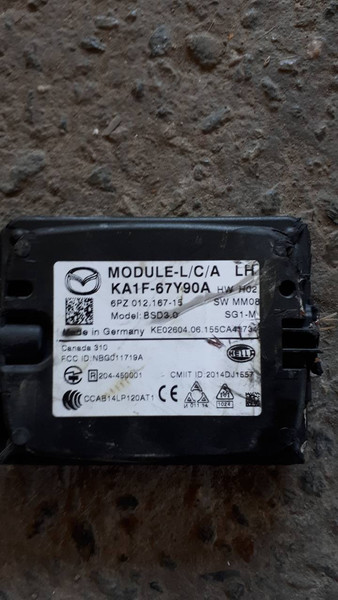 MODULE-L/C/A LH
KA1F-67Y90A HW H02
6PZ 012.167-15 SW MM08
Model: BSD3.0 SG1-M
Made in Germany
Canada 310
FCC ID: NBG011719A
HELLA
R 204-450001 CMIIT ID: 2014DJ1557
CCAB14LP120AT1